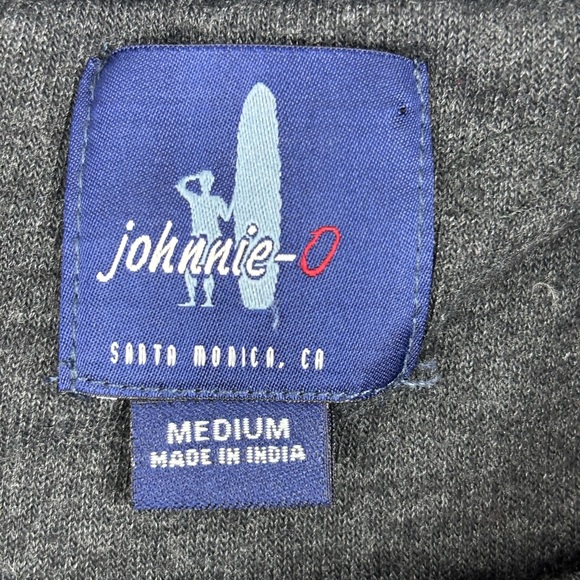 johnnie-O
SANTA MONICA, CA
MEDIUM
MADE IN INDIA